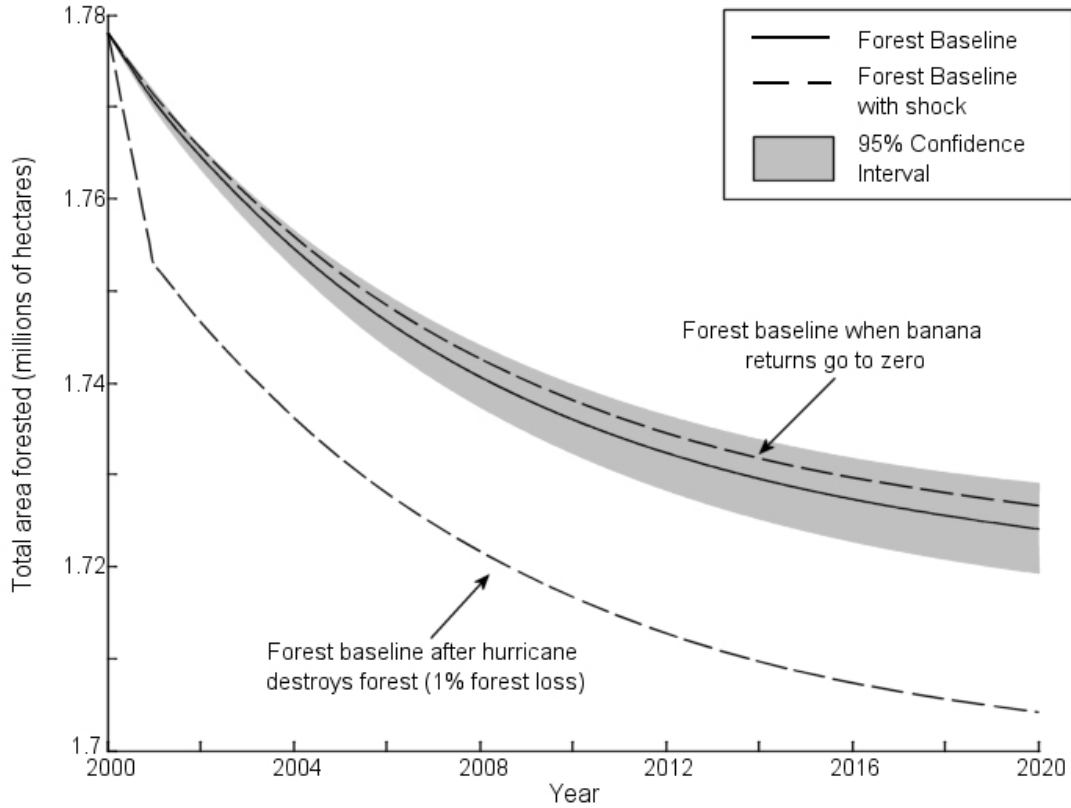 1.78
1.76
1.74
1.72
1.7
Total area forested (millions of hectares)
Forest Baseline
Forest Baseline
with shock
95% Confidence
Interval
Forest baseline when banana
returns go to zero
Forest baseline after hurricane
destroys forest (1% forest loss)
2000
2004
2008
2012
2016
2020
Year